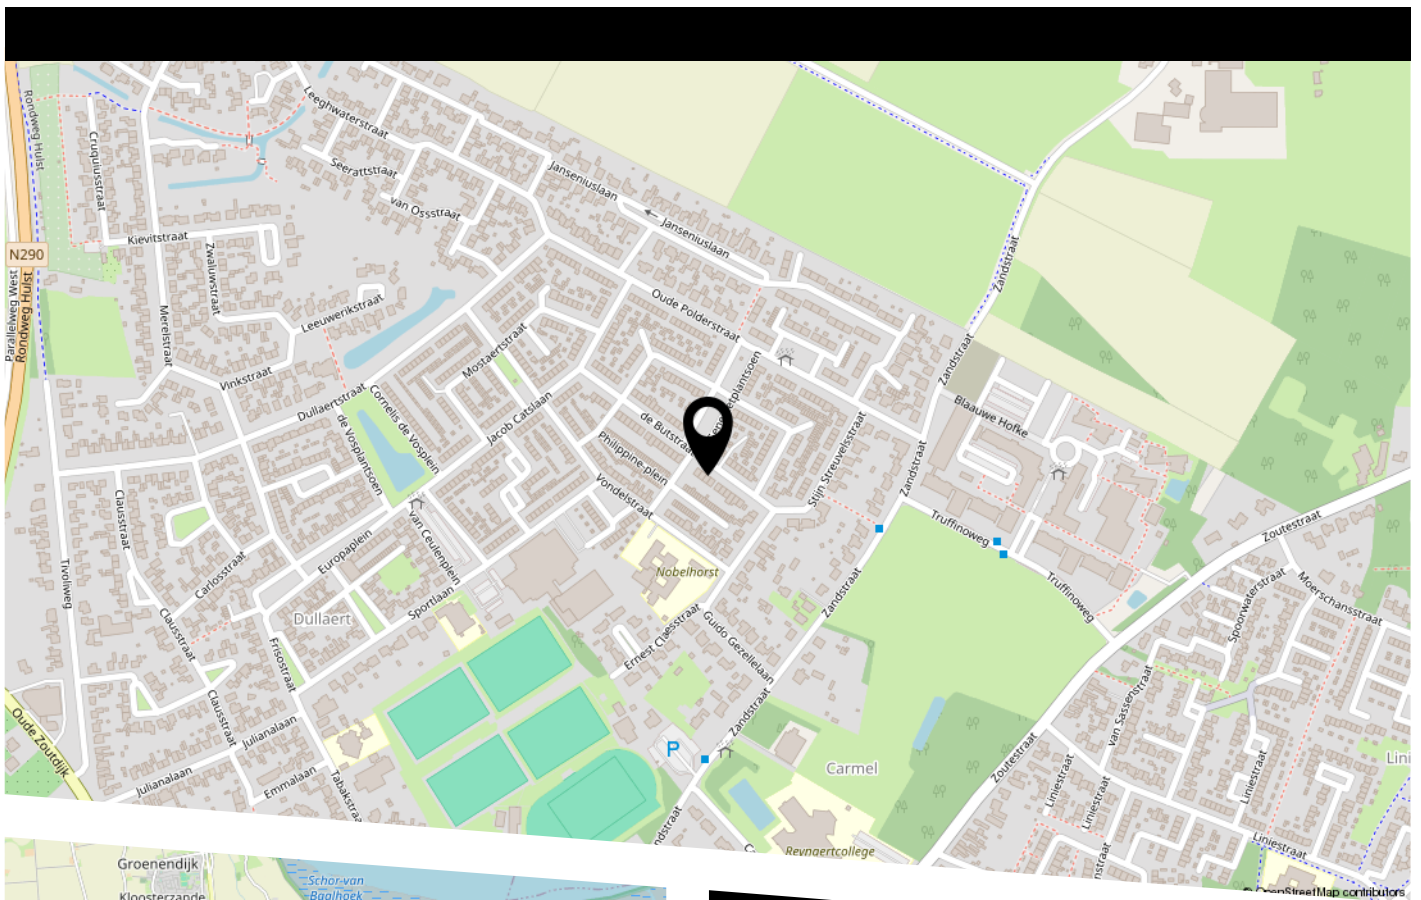 Rondweg Hulst
Leeghwaterstraat
Cruquiusstraat
Seerattstraat
Janseniuslaan
van Ossstraat
Janseniuslaan
Kievitstraat
Zwaluwstraat
N290
Zandstraat
Parallelweg West
Rondweg Hulst
Leeuwerikstraat
Oude Polderstraat
Merelstraat
Mostaertstraat
Zandstraat
Vinkstraat
Dullaertstraat
Cornelis de Vosplein
Jacob Catslaan
Blaauwe Hofke
de Vosplantsoen
de Butstraat
Philippine-plein
Stijn Streuvelsstraat
Zandstraat
Vondelstraat
Clausstraat
van Ceulenplein
Truffinoweg
Zoutestraat
Europaplein
Carlosstraat
Nobelhorst
Tivoliweg
Zandstraat
Truffinoweg
Spoorwaterstraat
Moerschansstraat
Sportlaan
Dullaert
Clausstraat
Ernest Claesstraat
Guido Gezellelaan
Frisostraat
van Sassenstraat
Clausstraat
Julianalaan
Zandstraat
Oude Zoutdijk
P
Carmel
Zoutestraat
Julianalaan
Emmalaan
Liniestraat
Liniestraat
Liniestraat
Liniestraat
Reynaertcollege
Groenendijk
Kloosterzande
Schor van
Baalhoek
© OpenStreetMap contributors